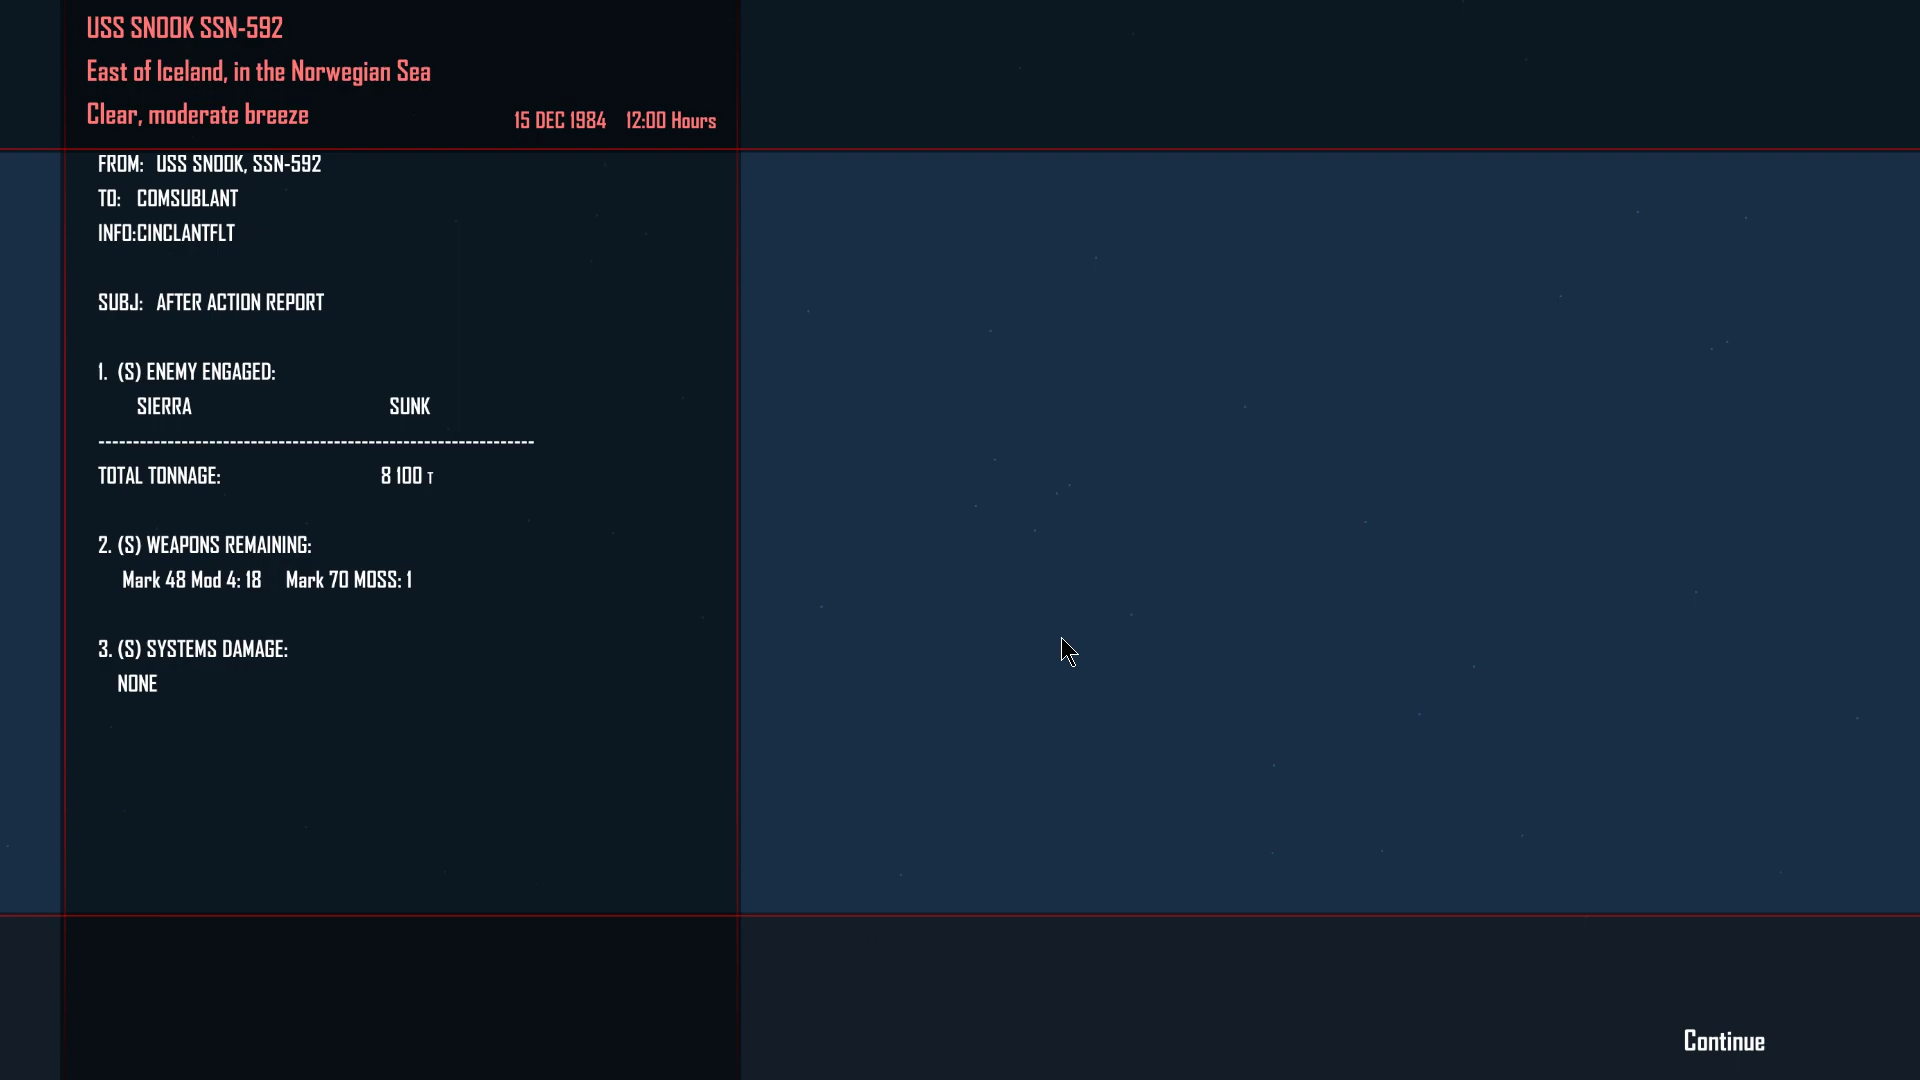 USS SNOOK SSN-592
East of Iceland, in the Norwegian Sea
Clear, moderate breeze
15 DEC 1984 12:00 Hours
FROM: USS SNOOK, SSN-592
TO: COMSUBLANT
INFO:CINCLANTFLT
SUBJ: AFTER ACTION REPORT
1. (S) ENEMY ENGAGED:
SIERRA SUNK
---------------------------------------------------------------
TOTAL TONNAGE: 8 100 T
2. (S) WEAPONS REMAINING:
Mark 48 Mod 4: 18 Mark 70 MOSS: 1
3. (S) SYSTEMS DAMAGE:
NONE
Continue